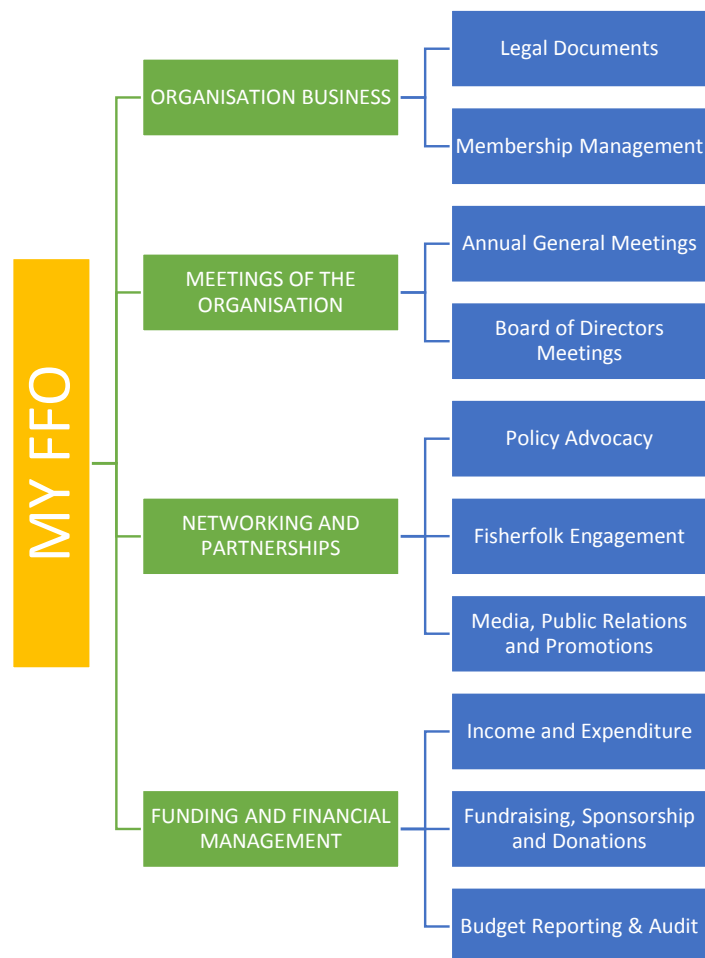 MY FFO
ORGANISATION BUSINESS
Legal Documents
Membership Management
MEETINGS OF THE
ORGANISATION
Annual General Meetings
Board of Directors
Meetings
NETWORKING AND
PARTNERSHIPS
Policy Advocacy
Fisherfolk Engagement
Media, Public Relations
and Promotions
FUNDING AND FINANCIAL
MANAGEMENT
Income and Expenditure
Fundraising, Sponsorship
and Donations
Budget Reporting & Audit